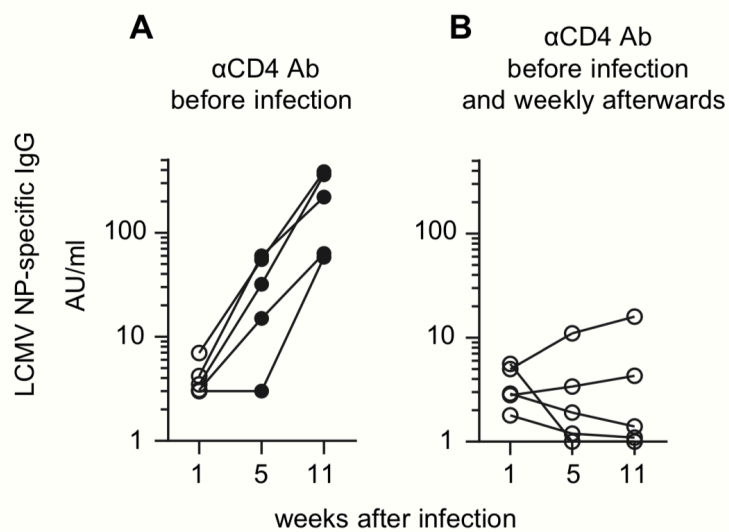 A
αCD4 Ab
before infection
B
αCD4 Ab
before infection
and weekly afterwards
LCMV NP-specific IgG
AU/ml
100
10
1
1 5 11
100
10
1
1 5 11
weeks after infection